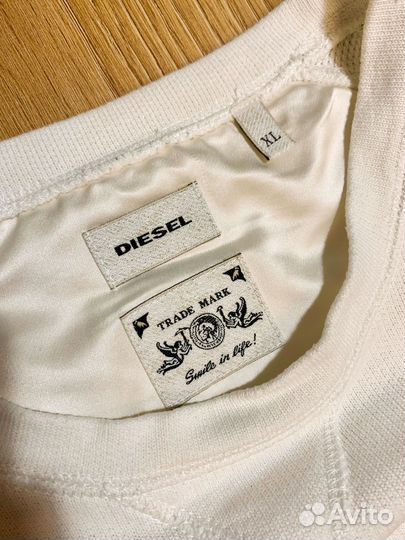 XL
DIESEL
TRADE MARK
Smile in life!
Avito